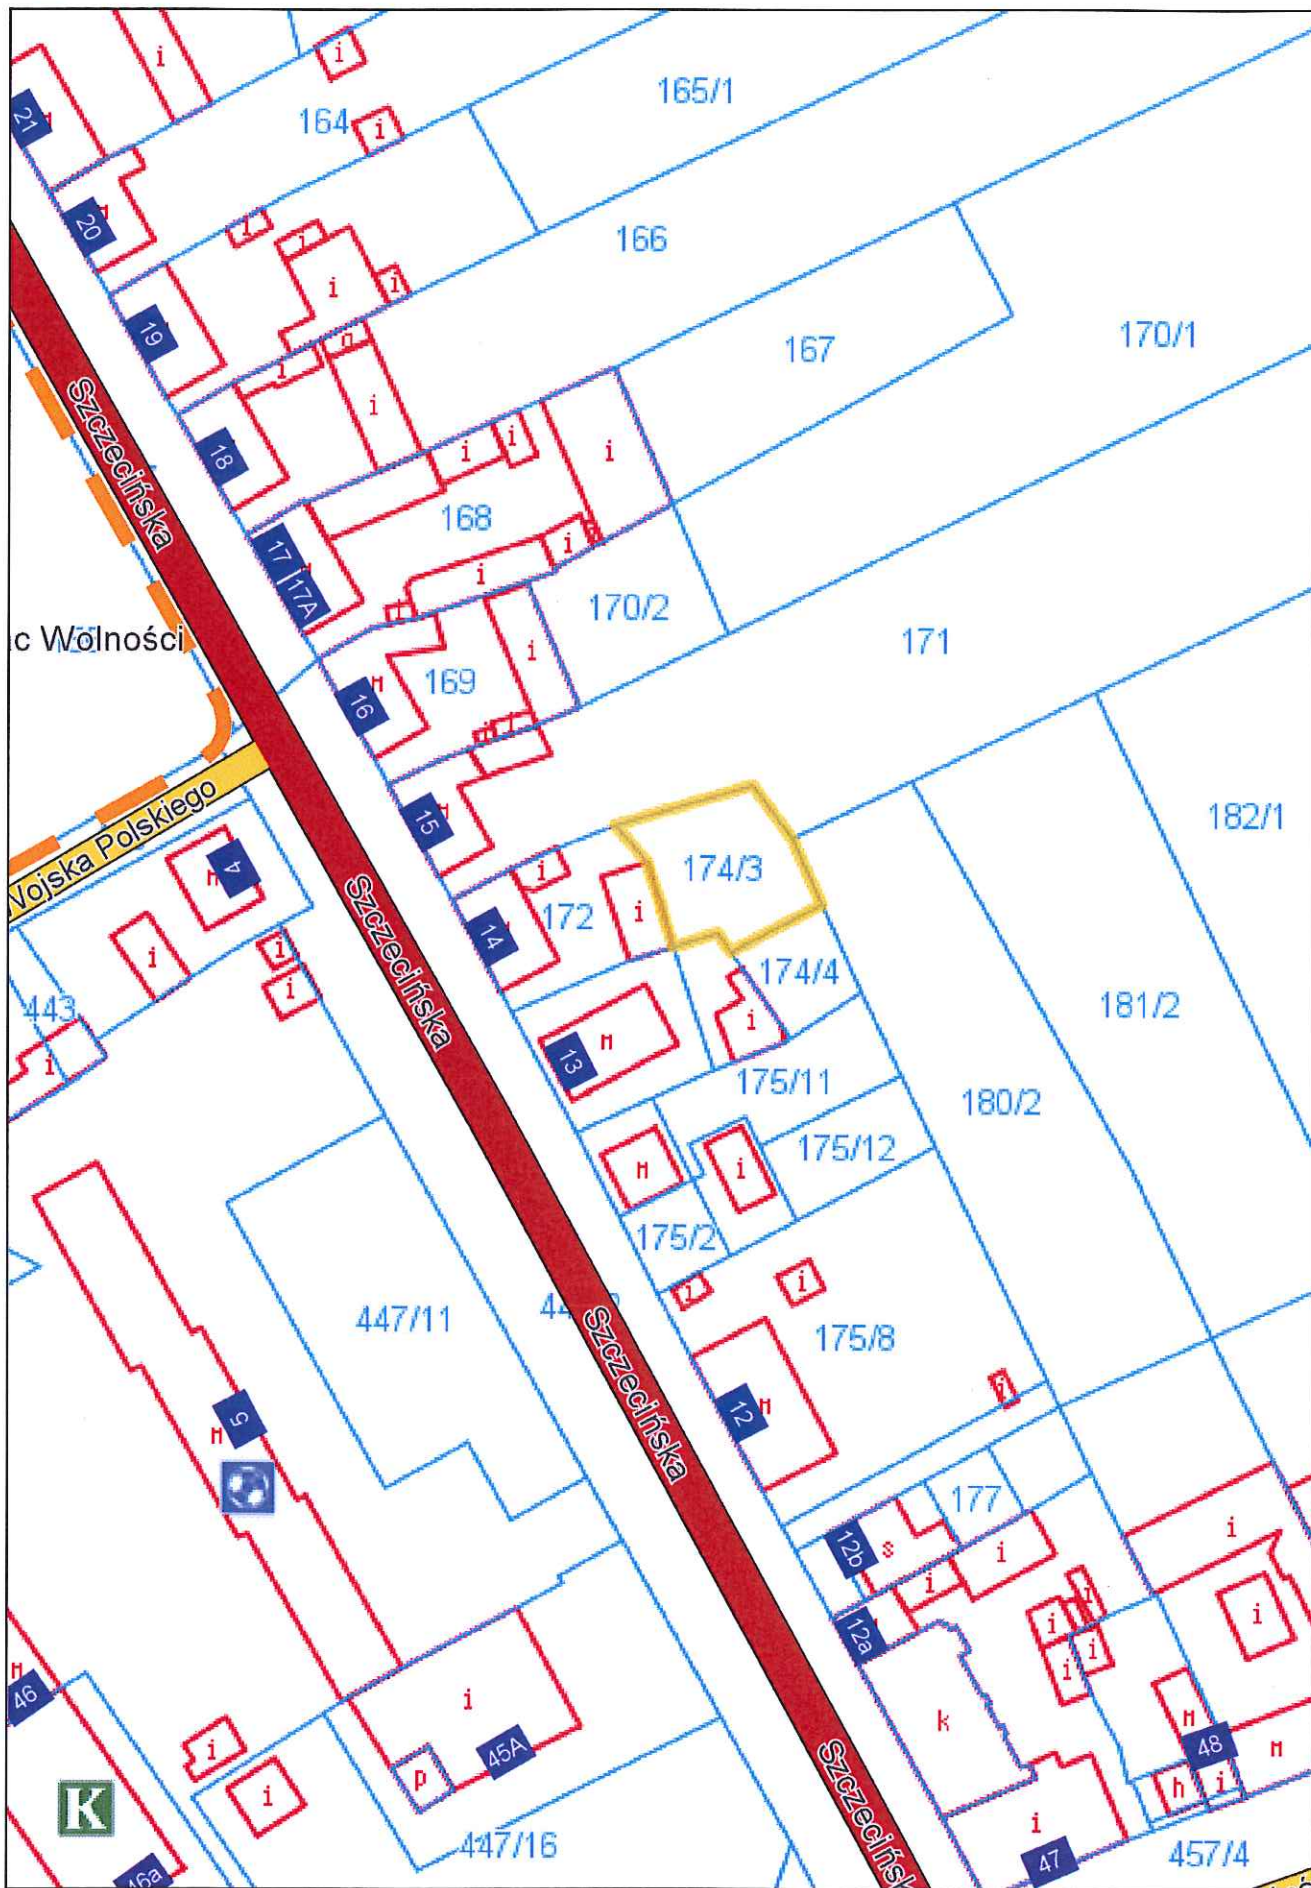 i
i
21
164
i
165/1
20
i
i
166
i
i
19
n
i
i
167
170/1
Szczecińska
18
i
i
i
168
17
17A
i
i
i
170/2
c Wolności
171
16
M
169
i
i
i
15
Wojska Polskiego
M
4
182/1
174/3
i
172
i
14
Szczecińska
174/4
i
i
i
443
i
181/2
i
13
M
175/11
180/2
175/12
M
i
175/2
i
i
447/11
44
175/8
Szczecińska
i
12
M
M
5
177
12b
s
i
i
i
12a
i
i
i
i
i
k
M
48
M
M
46
i
45A
i
p
i
K
h
i
i
Szczecińsk
447/16
46a
47
457/4